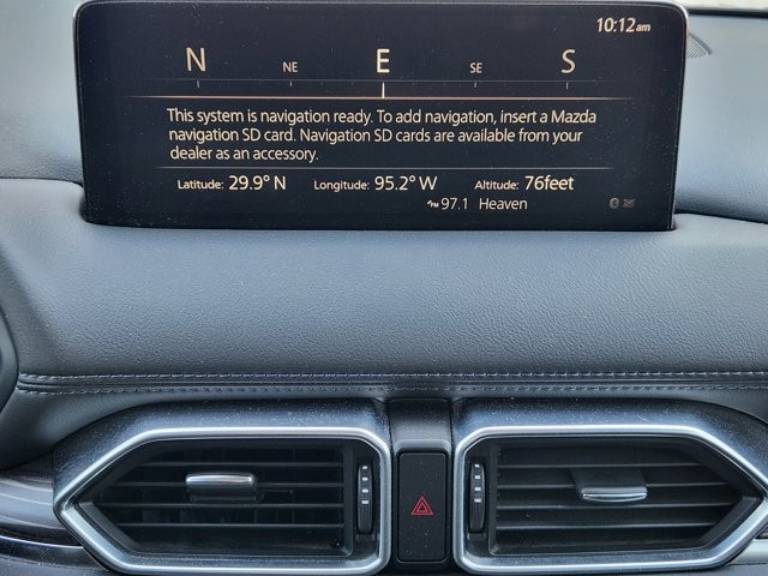 10:12am
N NE E SE S
This system is navigation ready. To add navigation, insert a Mazda
navigation SD card. Navigation SD cards are available from your
dealer as an accessory.
Latitude: 29.9° N Longitude: 95.2° W Altitude: 76feet
FM 97.1 Heaven